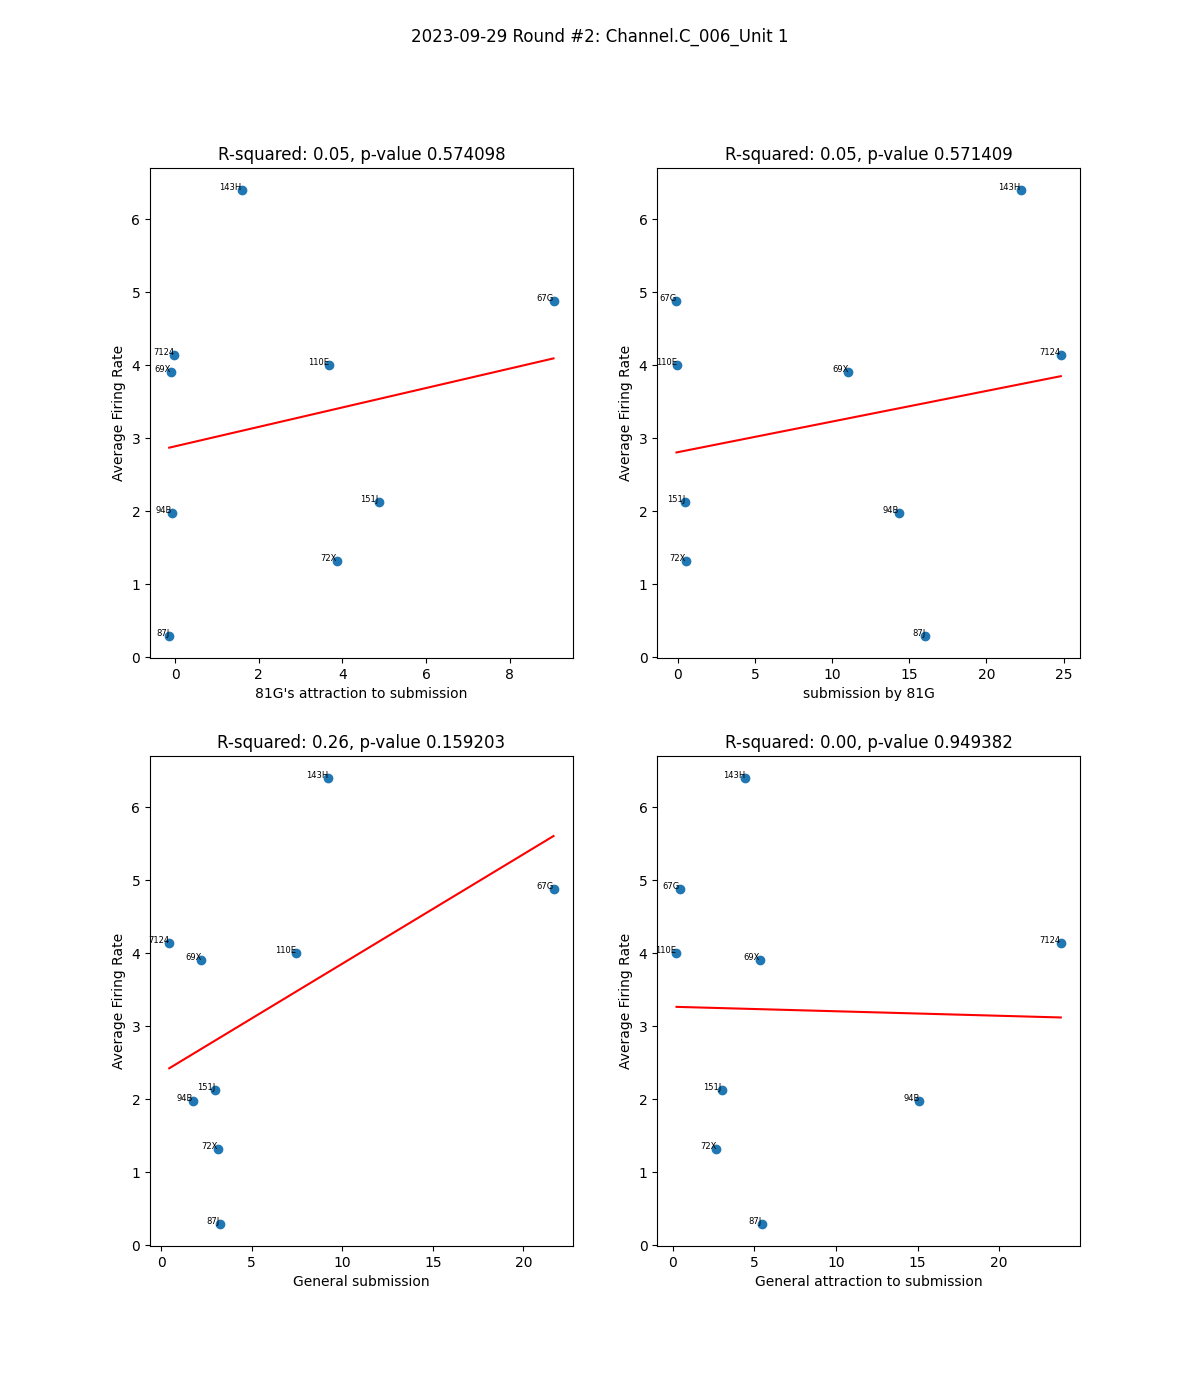 2023-09-29 Round #2: Channel.C_006_Unit 1
R-squared: 0.05, p-value 0.574098
143H
67G
7124
110E
69X
151J
94B
72X
87J
6
5
4
3
2
1
0
Average Firing Rate
0 2 4 6 8
81G's attraction to submission
R-squared: 0.05, p-value 0.571409
143H
67G
7124
110E
69X
151J
94B
72X
87J
6
5
4
3
2
1
0
Average Firing Rate
0 5 10 15 20 25
submission by 81G
R-squared: 0.26, p-value 0.159203
143H
67G
7124
110E
69X
151J
94B
72X
87J
6
5
4
3
2
1
0
Average Firing Rate
0 5 10 15 20
General submission
R-squared: 0.00, p-value 0.949382
143H
67G
7124
110E
69X
151J
94B
72X
87J
6
5
4
3
2
1
0
Average Firing Rate
0 5 10 15 20
General attraction to submission